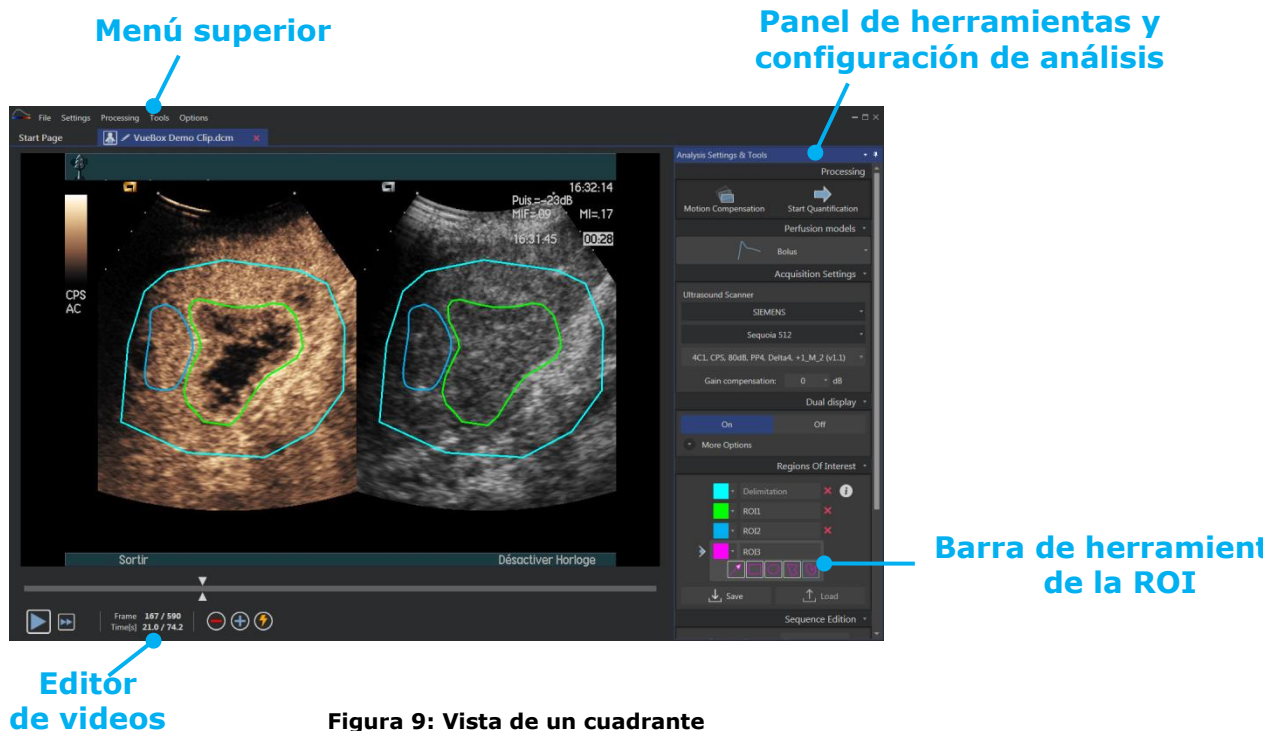 Menú superior
Panel de herramientas y
configuración de análisis
File Settings Processing Tools Options
Start Page
VueBox Demo Clip.dcm
Analysis Settings & Tools
Processing
Motion Compensation
Start Quantification
Perfusion models
Bolus
Acquisition Settings
Ultrasound Scanner
SIEMENS
Sequoia 512
4C1, CPS, 80dB, PP4, Delta4, +1_M_2 (v1.1)
Gain compensation: 0 dB
Dual display
On Off
More Options
Regions Of Interest
Delimitation
ROI1
ROI2
ROI3
Save Load
Sequence Edition
16:32:14
Puis.=-23dB
MIF=.09 MI=.17
16:31:45 00:28
CPS
AC
Sortir Désactiver Horloge
Frame 167 / 590
Time[s] 21.0 / 74.2
Barra de herramient
de la ROI
Editor
de videos
Figura 9: Vista de un cuadrante